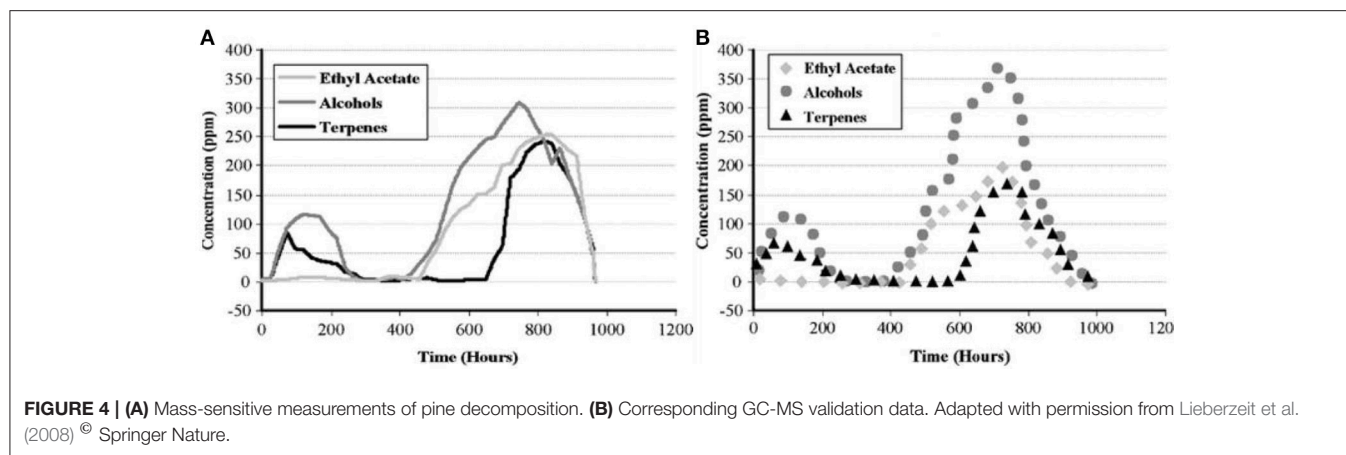 A
400
350
300
250
200
150
100
50
0
-50
Concentration (ppm)
Ethyl Acetate
Alcohols
Terpenes
0 200 400 600 800 1000 1200
Time (Hours)
B
400
350
300
250
200
150
100
50
0
-50
Concentration (ppm)
Ethyl Acetate
Alcohols
Terpenes
0 200 400 600 800 1000 120
Time (Hours)
FIGURE 4 | (A) Mass-sensitive measurements of pine decomposition. (B) Corresponding GC-MS validation data. Adapted with permission from Lieberzeit et al.
(2008) © Springer Nature.